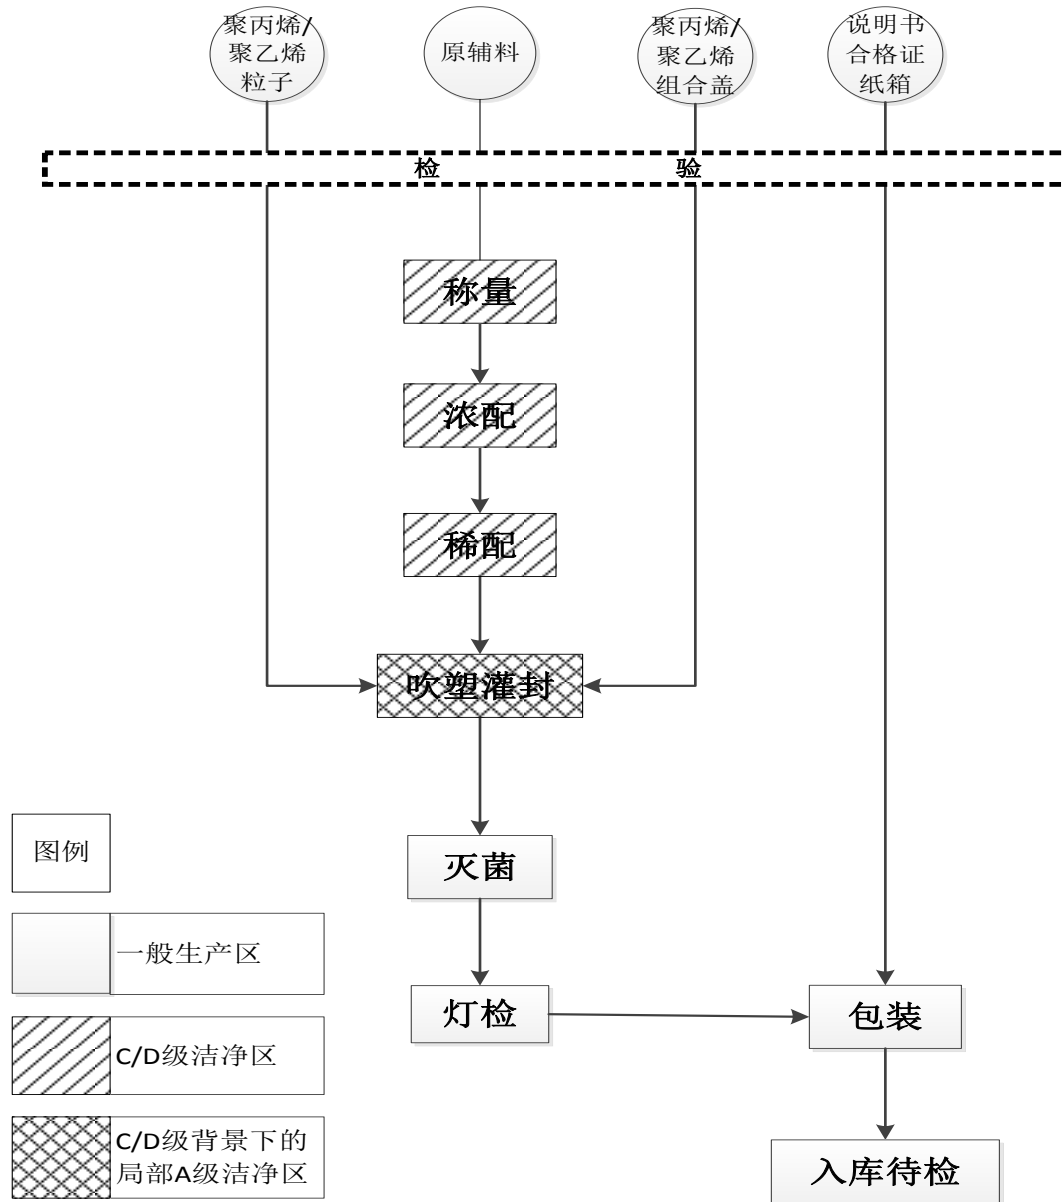 聚丙烯/
聚乙烯
粒子
原辅料
聚丙烯/
聚乙烯
组合盖
说明书
合格证
纸箱
检 验
称量
浓配
稀配
吹塑灌封
灭菌
灯检
包装
入库待检
图例
一般生产区
C/D级洁净区
C/D级背景下的
局部A级洁净区